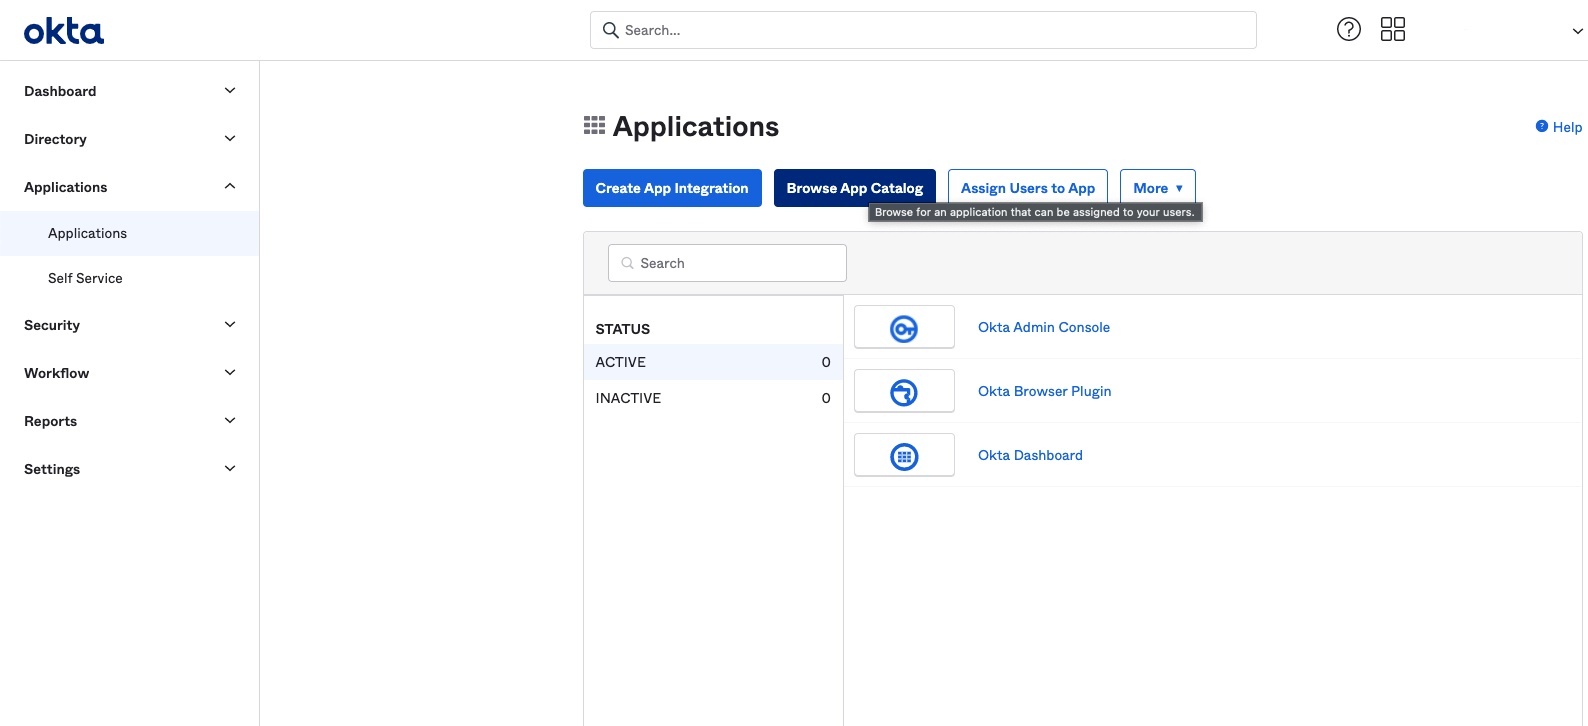 okta
Search...
Dashboard
Directory
Applications
Applications
Self Service
Security
Workflow
Reports
Settings
Applications
Help
Create App Integration
Browse App Catalog
Assign Users to App
More ▼
Browse for an application that can be assigned to your users.
Search
STATUS
ACTIVE 0
INACTIVE 0
Okta Admin Console
Okta Browser Plugin
Okta Dashboard